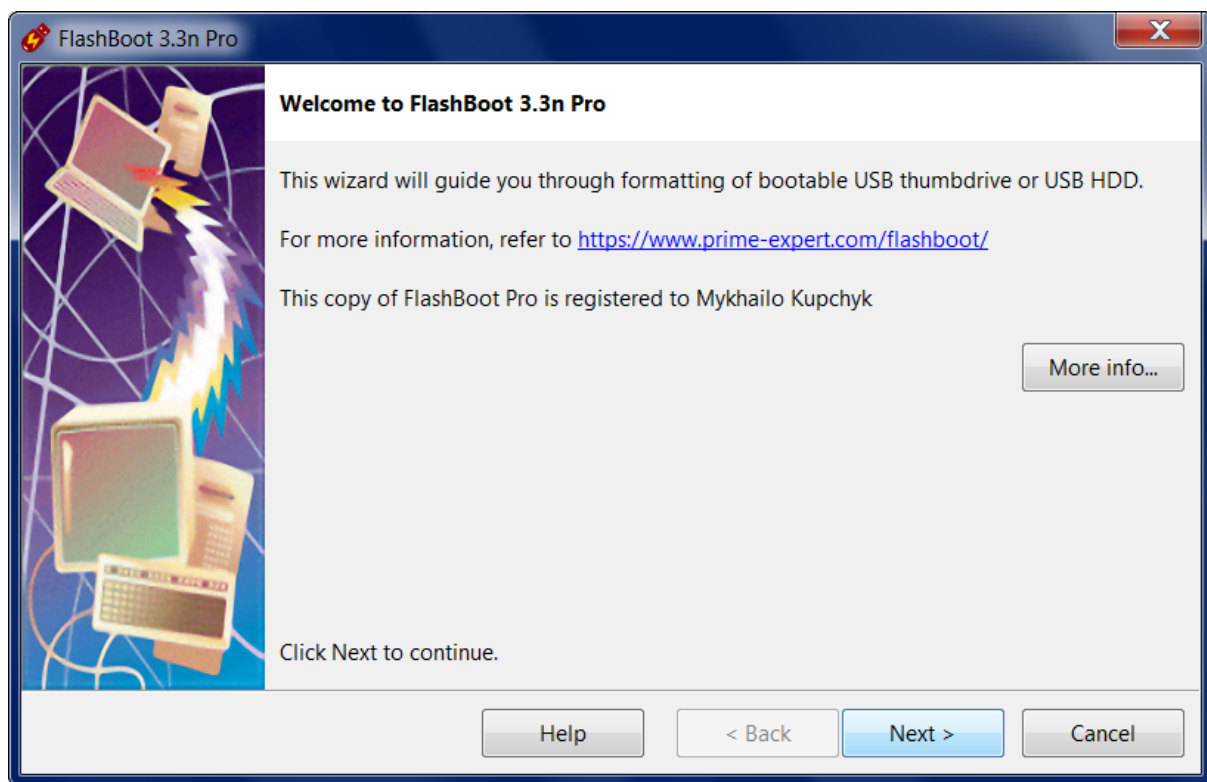 FlashBoot 3.3n Pro
Welcome to FlashBoot 3.3n Pro
This wizard will guide you through formatting of bootable USB thumbdrive or USB HDD.
For more information, refer to https://www.prime-expert.com/flashboot/
This copy of FlashBoot Pro is registered to Mykhailo Kupchyk
More info...
Click Next to continue.
Help
< Back
Next >
Cancel